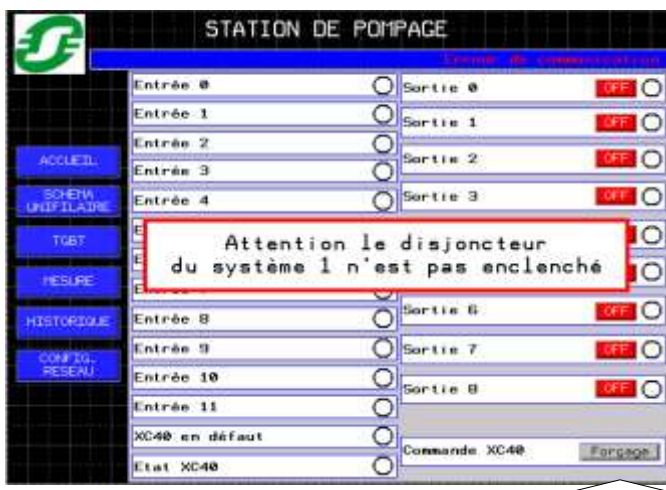 STATION DE POMPAGE
Erreur de communication
Entrée 0
Sortie 0 OFF
Entrée 1
Sortie 1 OFF
Entrée 2
Sortie 2 OFF
ACCUEIL
Entrée 3
SCHEMA
UNIFILAIRE
Entrée 4
Sortie 3 OFF
TGBT
Attention le disjoncteur
du système 1 n'est pas enclenché
MESURE
HISTORIQUE
Entrée 8
Sortie 6 OFF
CONFIG.
RESEAU
Entrée 9
Sortie 7 OFF
Entrée 10
Sortie 8 OFF
Entrée 11
XC40 en défaut
Commande XC40 Forçage
Etat XC40